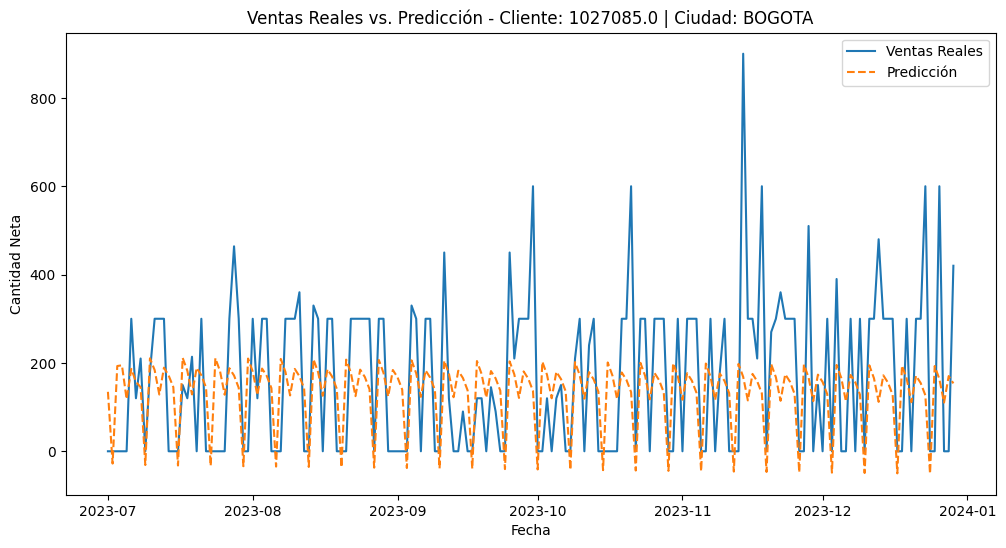 Ventas Reales vs. Predicción - Cliente: 1027085.0 | Ciudad: BOGOTA
Ventas Reales
Predicción
Cantidad Neta
800
600
400
200
0
2023-07
2023-08
2023-09
2023-10
2023-11
2023-12
2024-01
Fecha